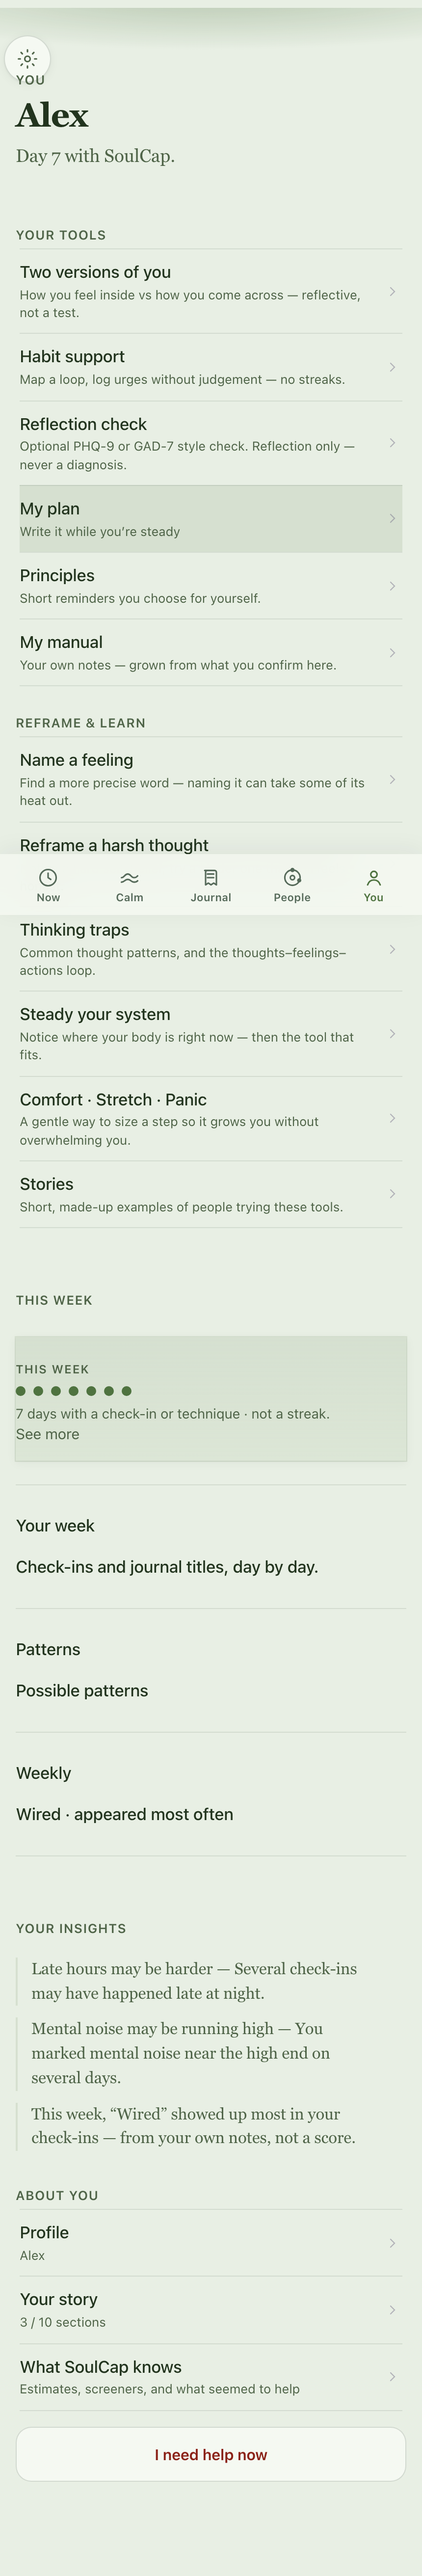 YOU
Alex
Day 7 with SoulCap.
YOUR TOOLS
Two versions of you
How you feel inside vs how you come across — reflective,
not a test.
Habit support
Map a loop, log urges without judgement — no streaks.
Reflection check
Optional PHQ-9 or GAD-7 style check. Reflection only —
never a diagnosis.
My plan
Write it while you’re steady
Principles
Short reminders you choose for yourself.
My manual
Your own notes — grown from what you confirm here.
REFRAME & LEARN
Name a feeling
Find a more precise word — naming it can take some of its
heat out.
Reframe a harsh thought
Now
Calm
Journal
People
You
Thinking traps
Common thought patterns, and the thoughts–feelings–
actions loop.
Steady your system
Notice where your body is right now — then the tool that
fits.
Comfort · Stretch · Panic
A gentle way to size a step so it grows you without
overwhelming you.
Stories
Short, made-up examples of people trying these tools.
THIS WEEK
THIS WEEK
7 days with a check-in or technique · not a streak.
See more
Your week
Check-ins and journal titles, day by day.
Patterns
Possible patterns
Weekly
Wired · appeared most often
YOUR INSIGHTS
Late hours may be harder — Several check-ins
may have happened late at night.
Mental noise may be running high — You
marked mental noise near the high end on
several days.
This week, “Wired” showed up most in your
check-ins — from your own notes, not a score.
ABOUT YOU
Profile
Alex
Your story
3 / 10 sections
What SoulCap knows
Estimates, screeners, and what seemed to help
I need help now